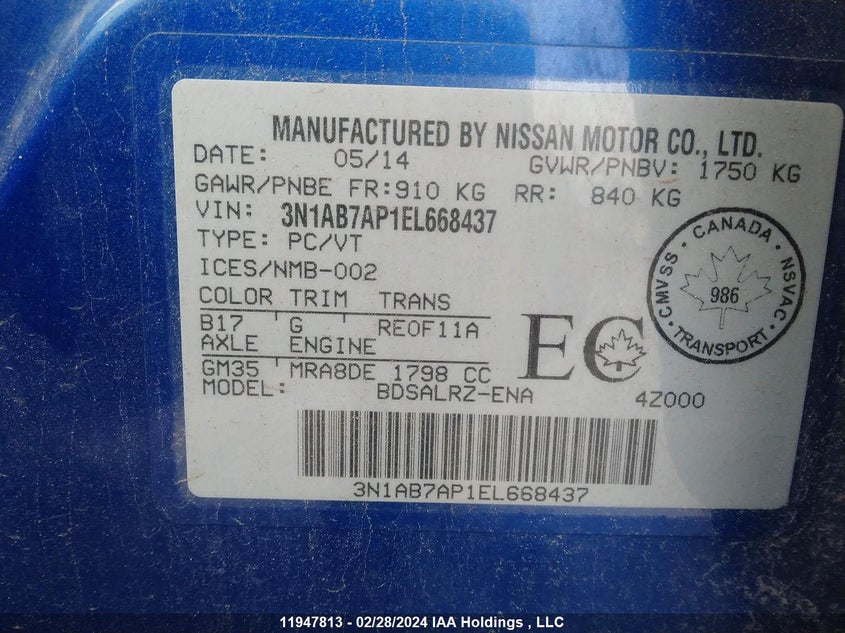 MANUFACTURED BY NISSAN MOTOR CO., LTD.
DATE: 05/14 GVWR/PNBV: 1750 KG
GAWR/PNBE FR:910 KG RR: 840 KG
VIN: 3N1AB7AP1EL668437
TYPE: PC/VT
ICES/NMB-002
COLOR TRIM TRANS
B17 G RE0F11A
AXLE ENGINE
GM35 MRA8DE 1798 CC
MODEL: BDSALRZ-ENA 4Z000
EC
CMVSS · CANADA · NSVAC · TRANSPORT ·
986
3N1AB7AP1EL668437
11947813 - 02/28/2024 IAA Holdings , LLC